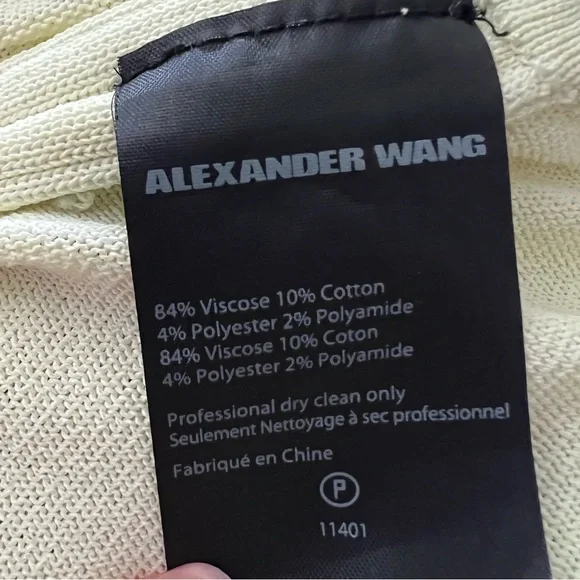 ALEXANDER WANG
84% Viscose 10% Cotton
4% Polyester 2% Polyamide
84% Viscose 10% Coton
4% Polyester 2% Polyamide
Professional dry clean only
Seulement Nettoyage à sec professionnel
Fabriqué en Chine
P
11401